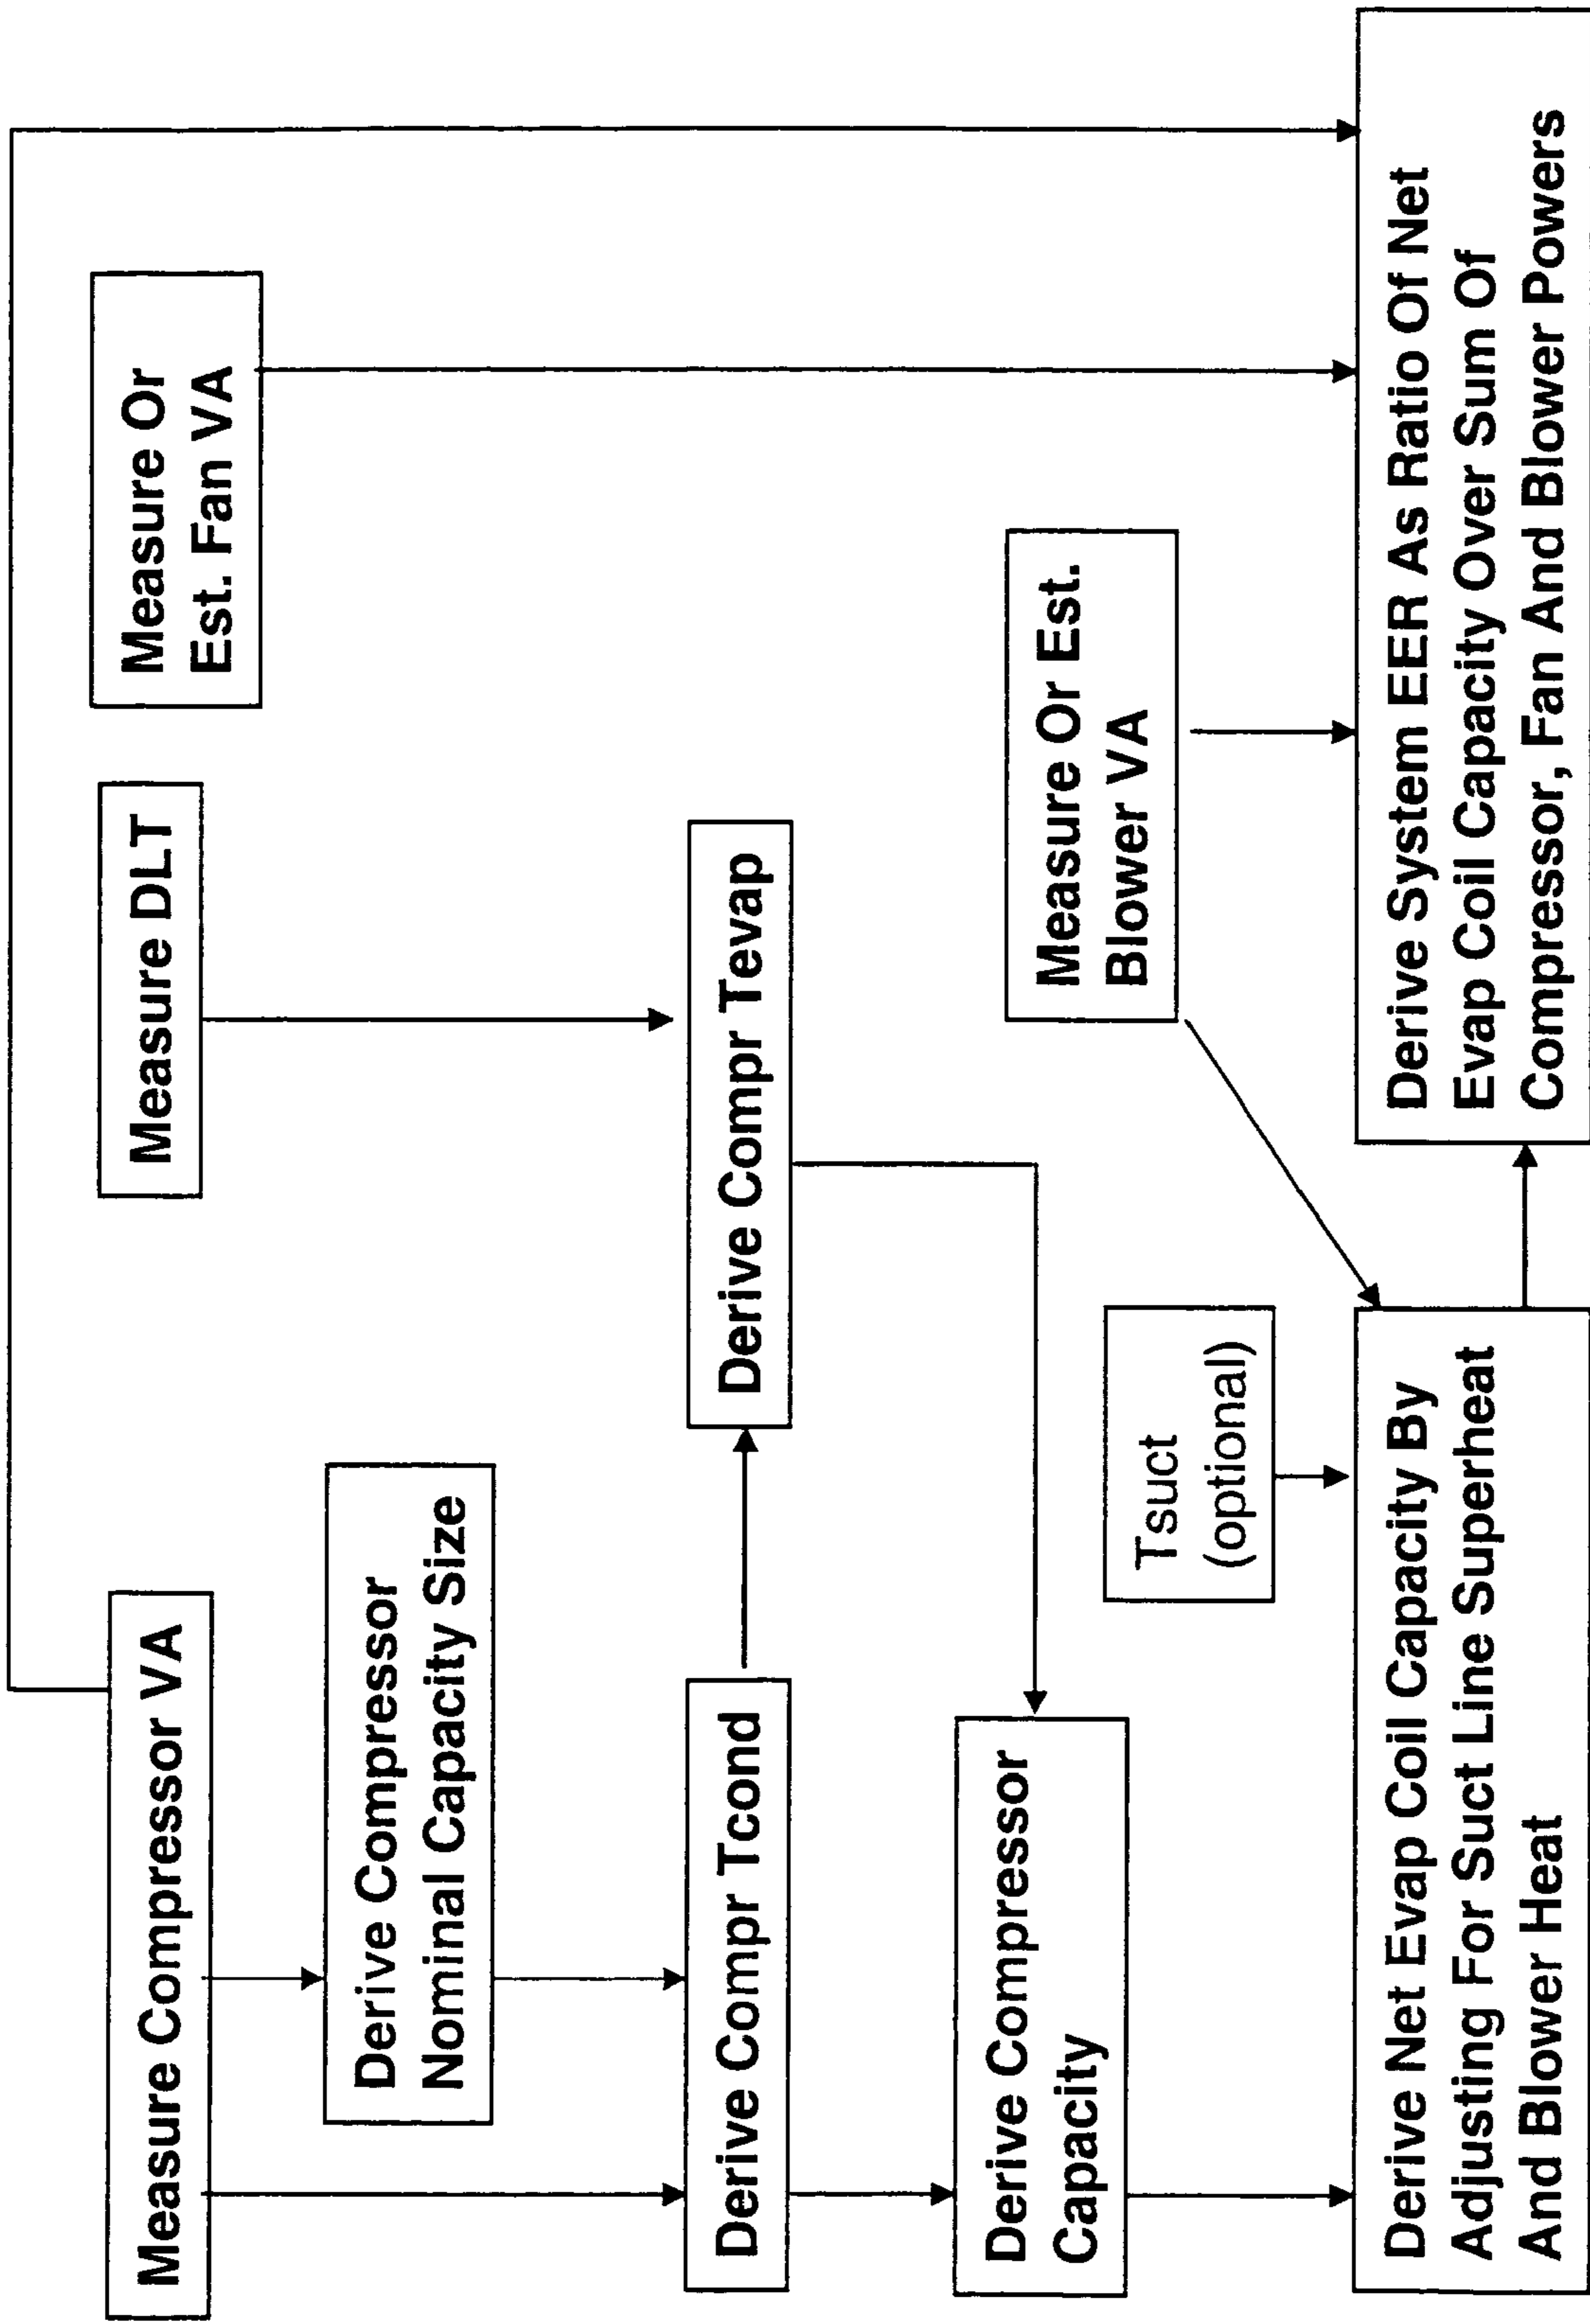 Measure Compressor VA
Measure DLT
Measure Or
Est. Fan VA
Derive Compressor
Nominal Capacity Size
Derive Compr Tcond
Derive Compr Tevap
Derive Compressor
Capacity
Measure Or Est.
Blower VA
Tsuct
(optional)
Derive Net Evap Coil Capacity By
Adjusting For Suct Line Superheat
And Blower Heat
Derive System EER As Ratio Of Net
Evap Coil Capacity Over Sum Of
Compressor, Fan And Blower Powers